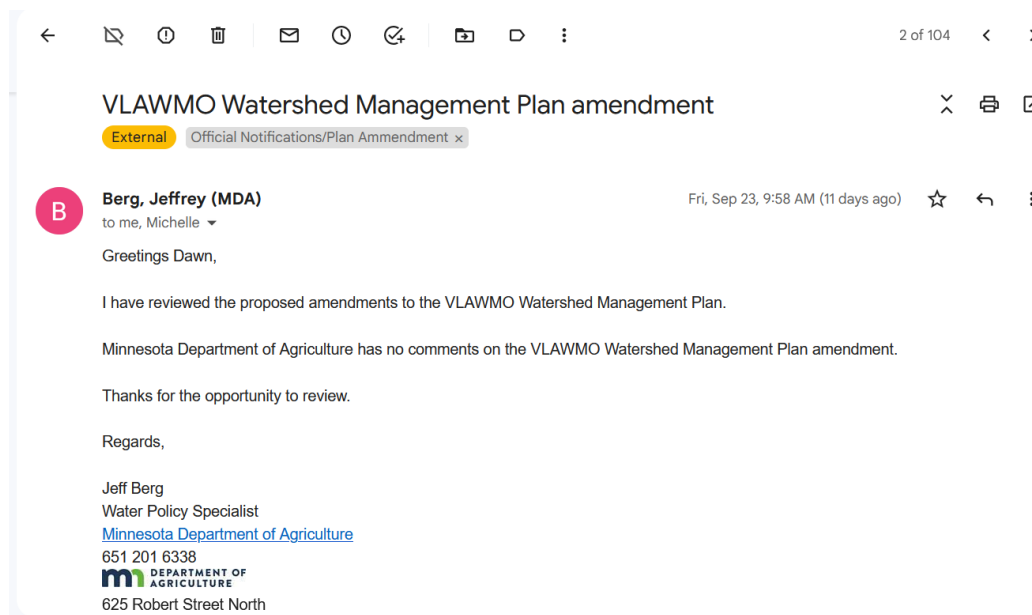 2 of 104
VLAWMO Watershed Management Plan amendment
External
Official Notifications/Plan Ammendment ×
B
Berg, Jeffrey (MDA)
Fri, Sep 23, 9:58 AM (11 days ago)
to me, Michelle
Greetings Dawn,
I have reviewed the proposed amendments to the VLAWMO Watershed Management Plan.
Minnesota Department of Agriculture has no comments on the VLAWMO Watershed Management Plan amendment.
Thanks for the opportunity to review.
Regards,
Jeff Berg
Water Policy Specialist
Minnesota Department of Agriculture
651 201 6338
mn DEPARTMENT OF
AGRICULTURE
625 Robert Street North